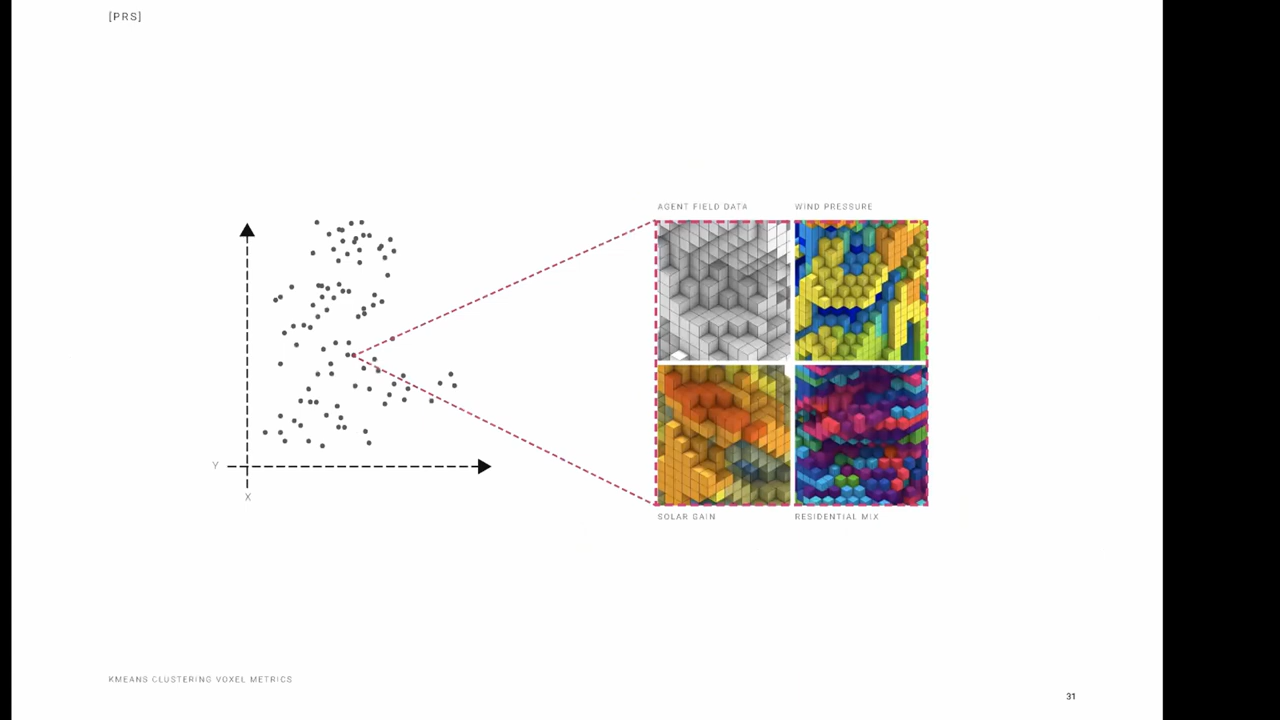 [PRS]
AGENT FIELD DATA
WIND PRESSURE
Y
X
SOLAR GAIN
RESIDENTIAL MIX
KMEANS CLUSTERING VOXEL METRICS
31